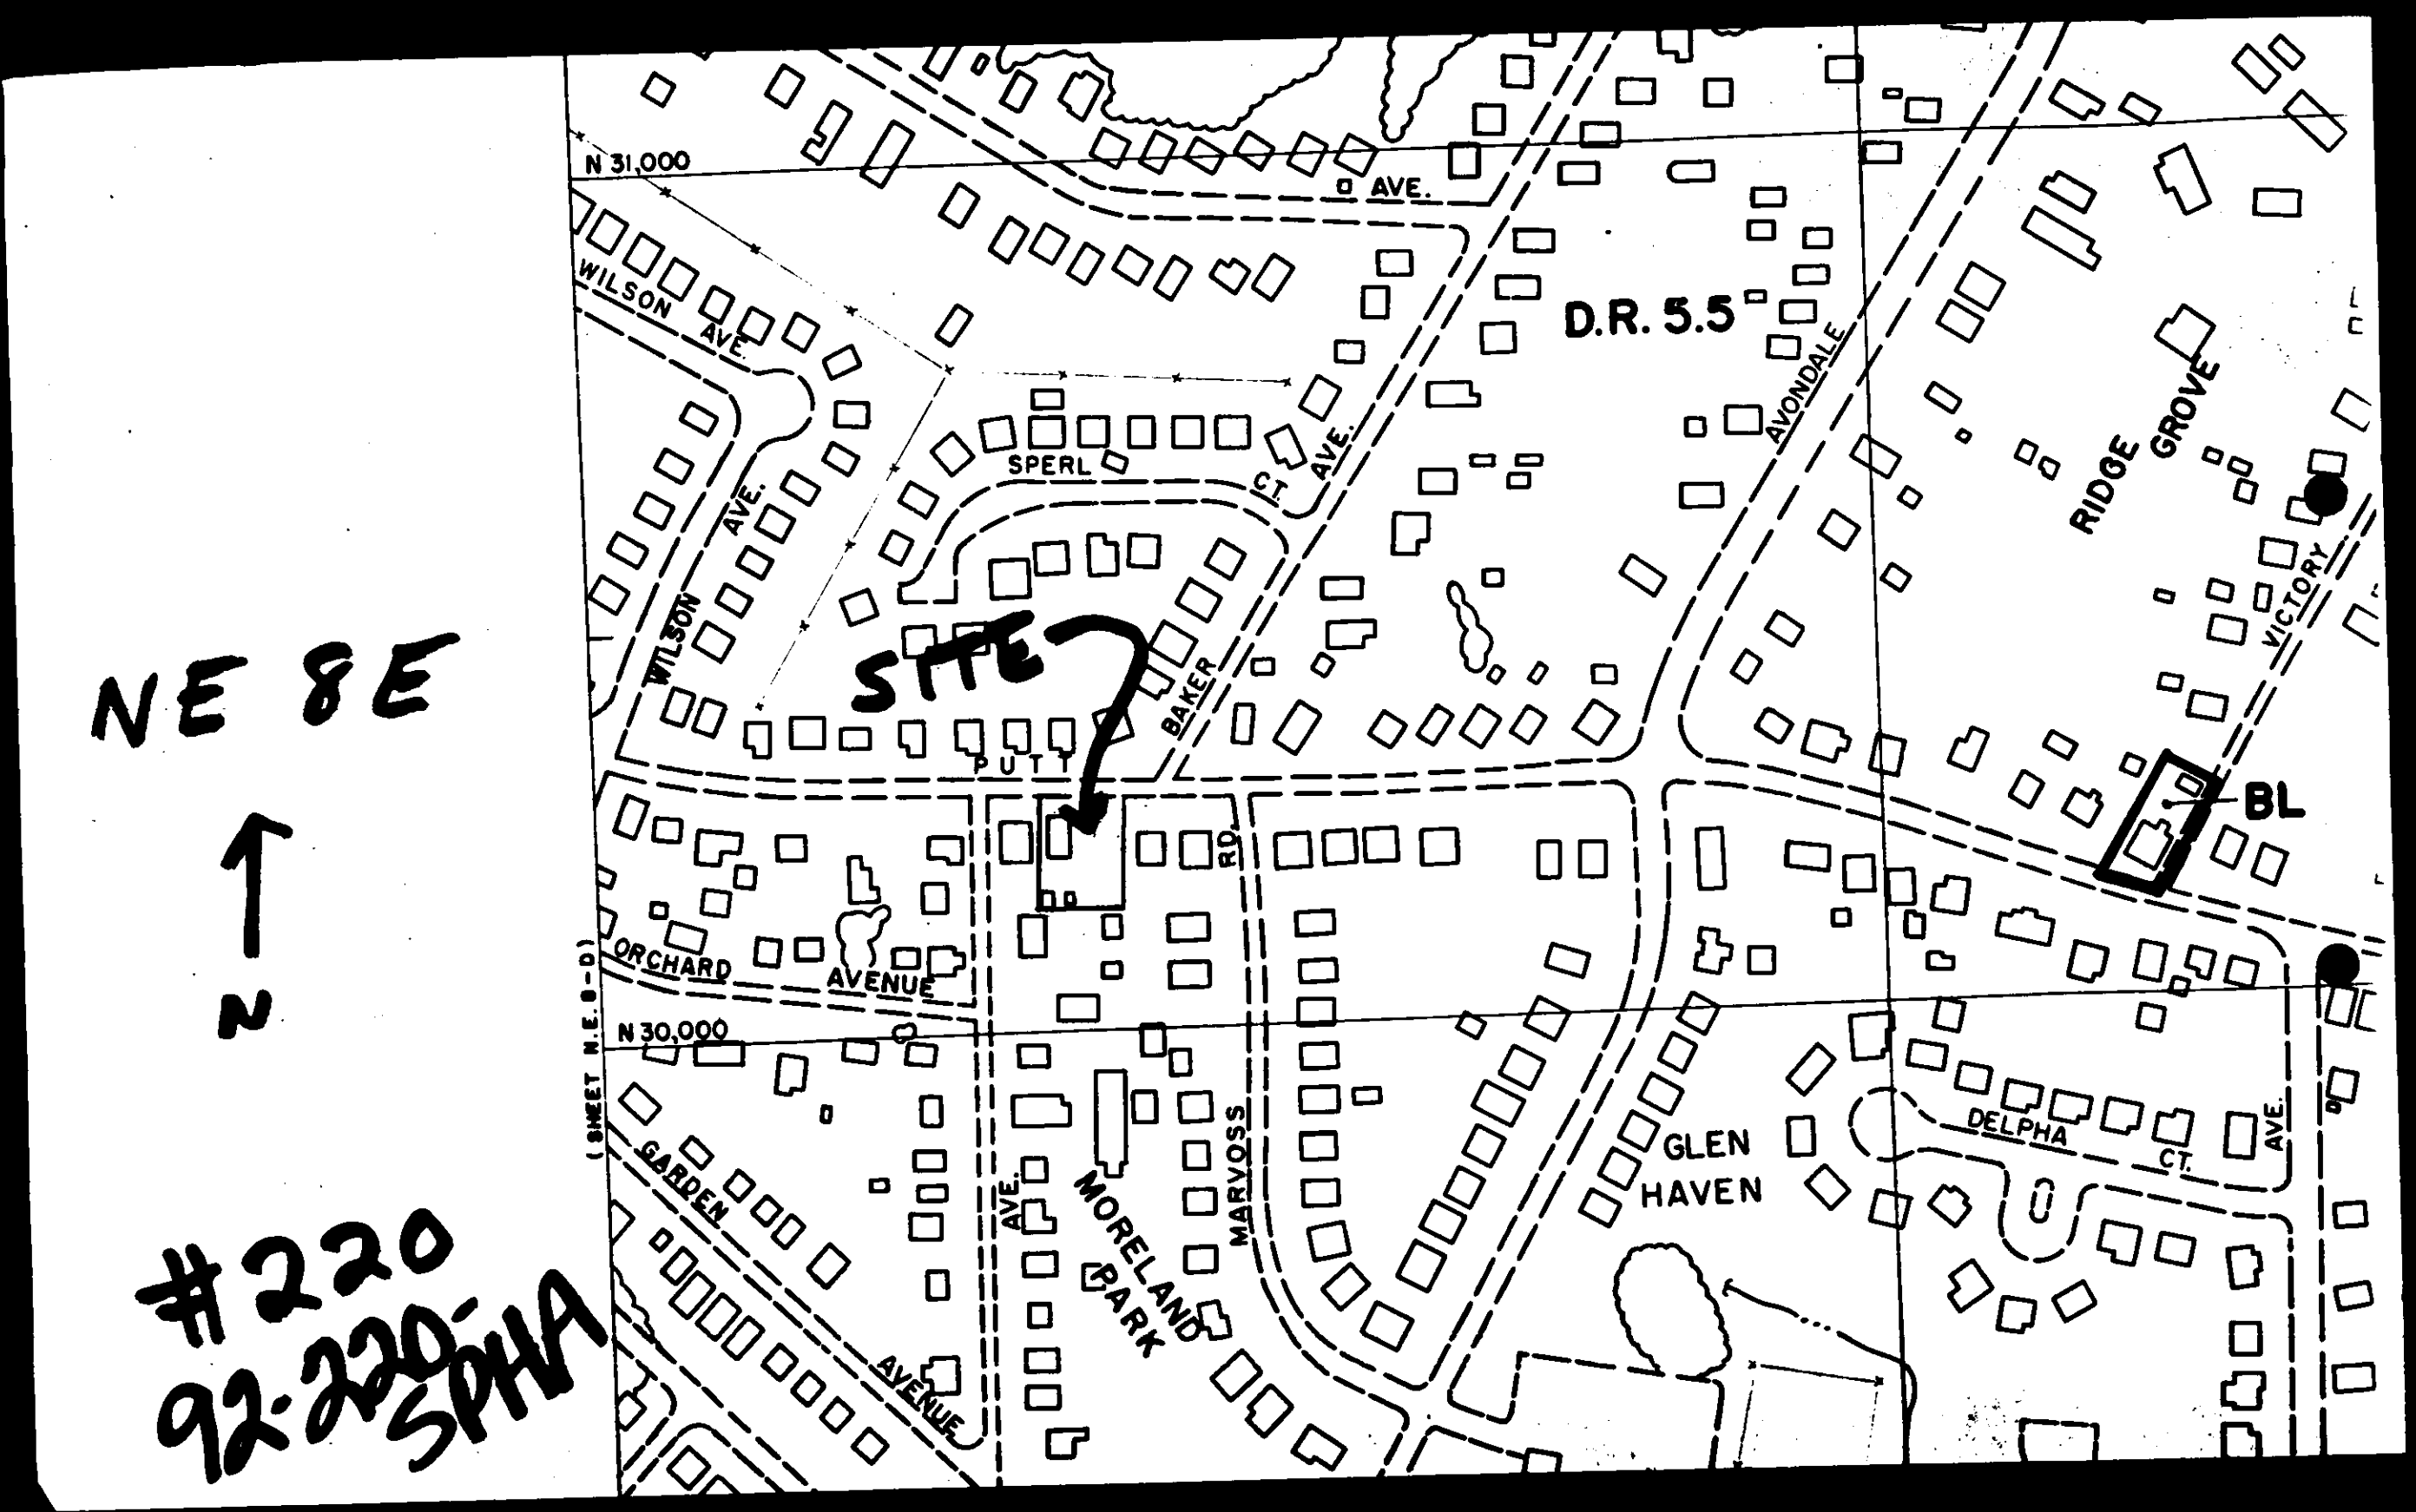 N 31,000
AVE.
WILSON
AVE.
D.R. 5.5
AVONDALE
RIDGE
GROVE
SPERL
CT.
AVE.
AVE.
WILSON
VICTORY
NE 8E
SITE
BAKER
PUTT
BL
RD.
N
ORCHARD
AVENUE
(SHEET N.E. 8-D)
N 30,000
GARDEN
AVENUE
AVE.
MORELAND
PARK
MARVOSS
GLEN
HAVEN
DELPHA
CT.
AVE.
#220
92-220-
SPHA